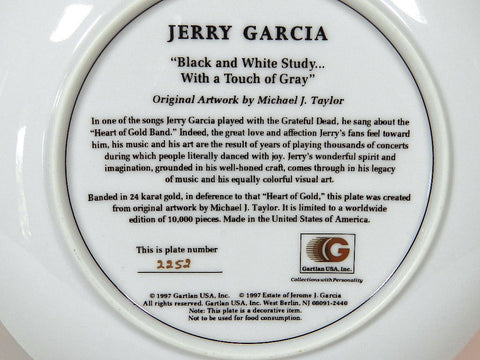 JERRY GARCIA
“Black and White Study...
With a Touch of Gray”
Original Artwork by Michael J. Taylor
In one of the songs Jerry Garcia played with the Grateful Dead, he sang about the
“Heart of Gold Band.” Indeed, the great love and affection Jerry's fans feel toward
him, his music and his art are the result of years of playing thousands of concerts
during which people literally danced with joy. Jerry's wonderful spirit and
imagination, grounded in his well-honed craft, comes through in his legacy
of music and his equally colorful visual art.
Banded in 24 karat gold, in deference to that “Heart of Gold,” this plate was created
from original artwork by Michael J. Taylor. It is limited to a worldwide
edition of 10,000 pieces. Made in the United States of America.
This is plate number
2252
G
Gartlan USA, Inc.
Collections with Personality
© 1997 Gartlan USA, Inc. © 1997 Estate of Jerome J. Garcia
All rights reserved. Gartlan USA, Inc. West Berlin, NJ 08091-2440
Note: This plate is a decorative item.
Not to be used for food consumption.